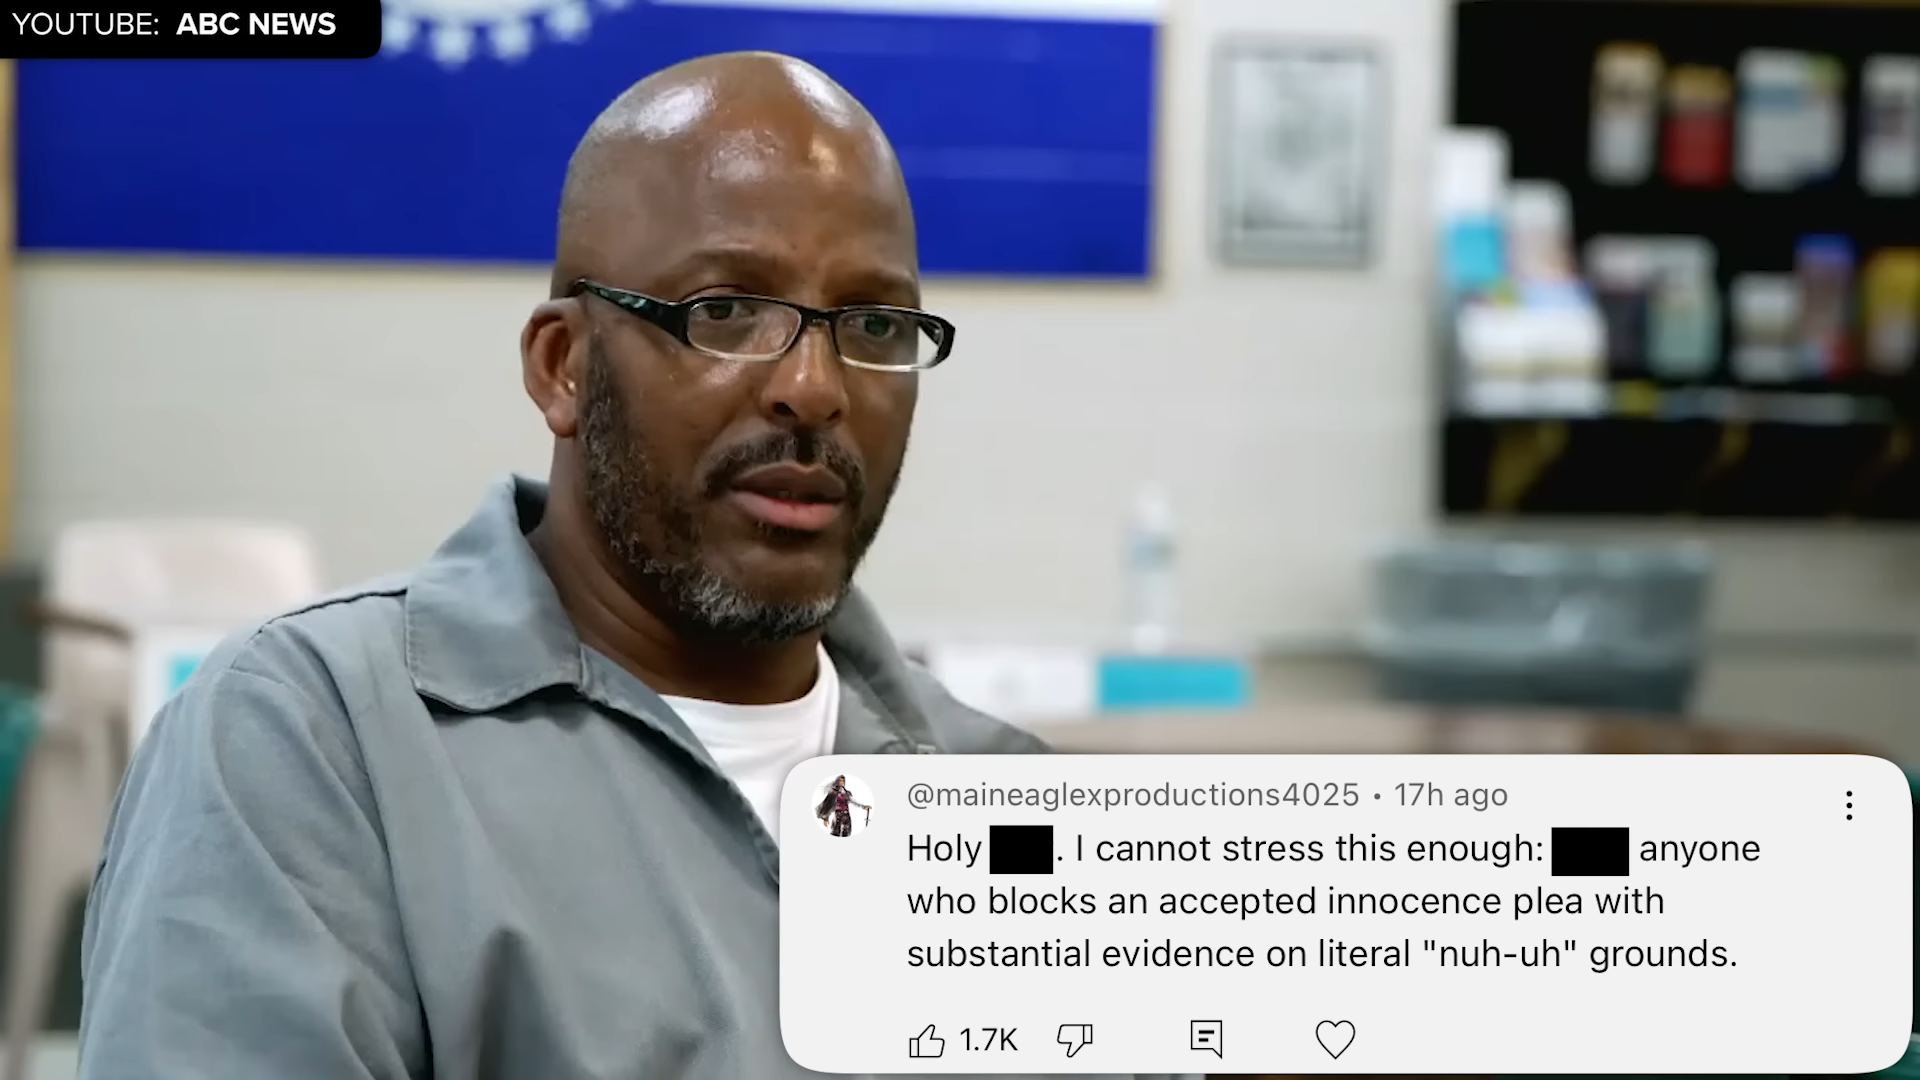 YOUTUBE: ABC NEWS
@maineaglexproductions4025 • 17h ago
Holy . I cannot stress this enough: anyone
who blocks an accepted innocence plea with
substantial evidence on literal "nuh-uh" grounds.
1.7K